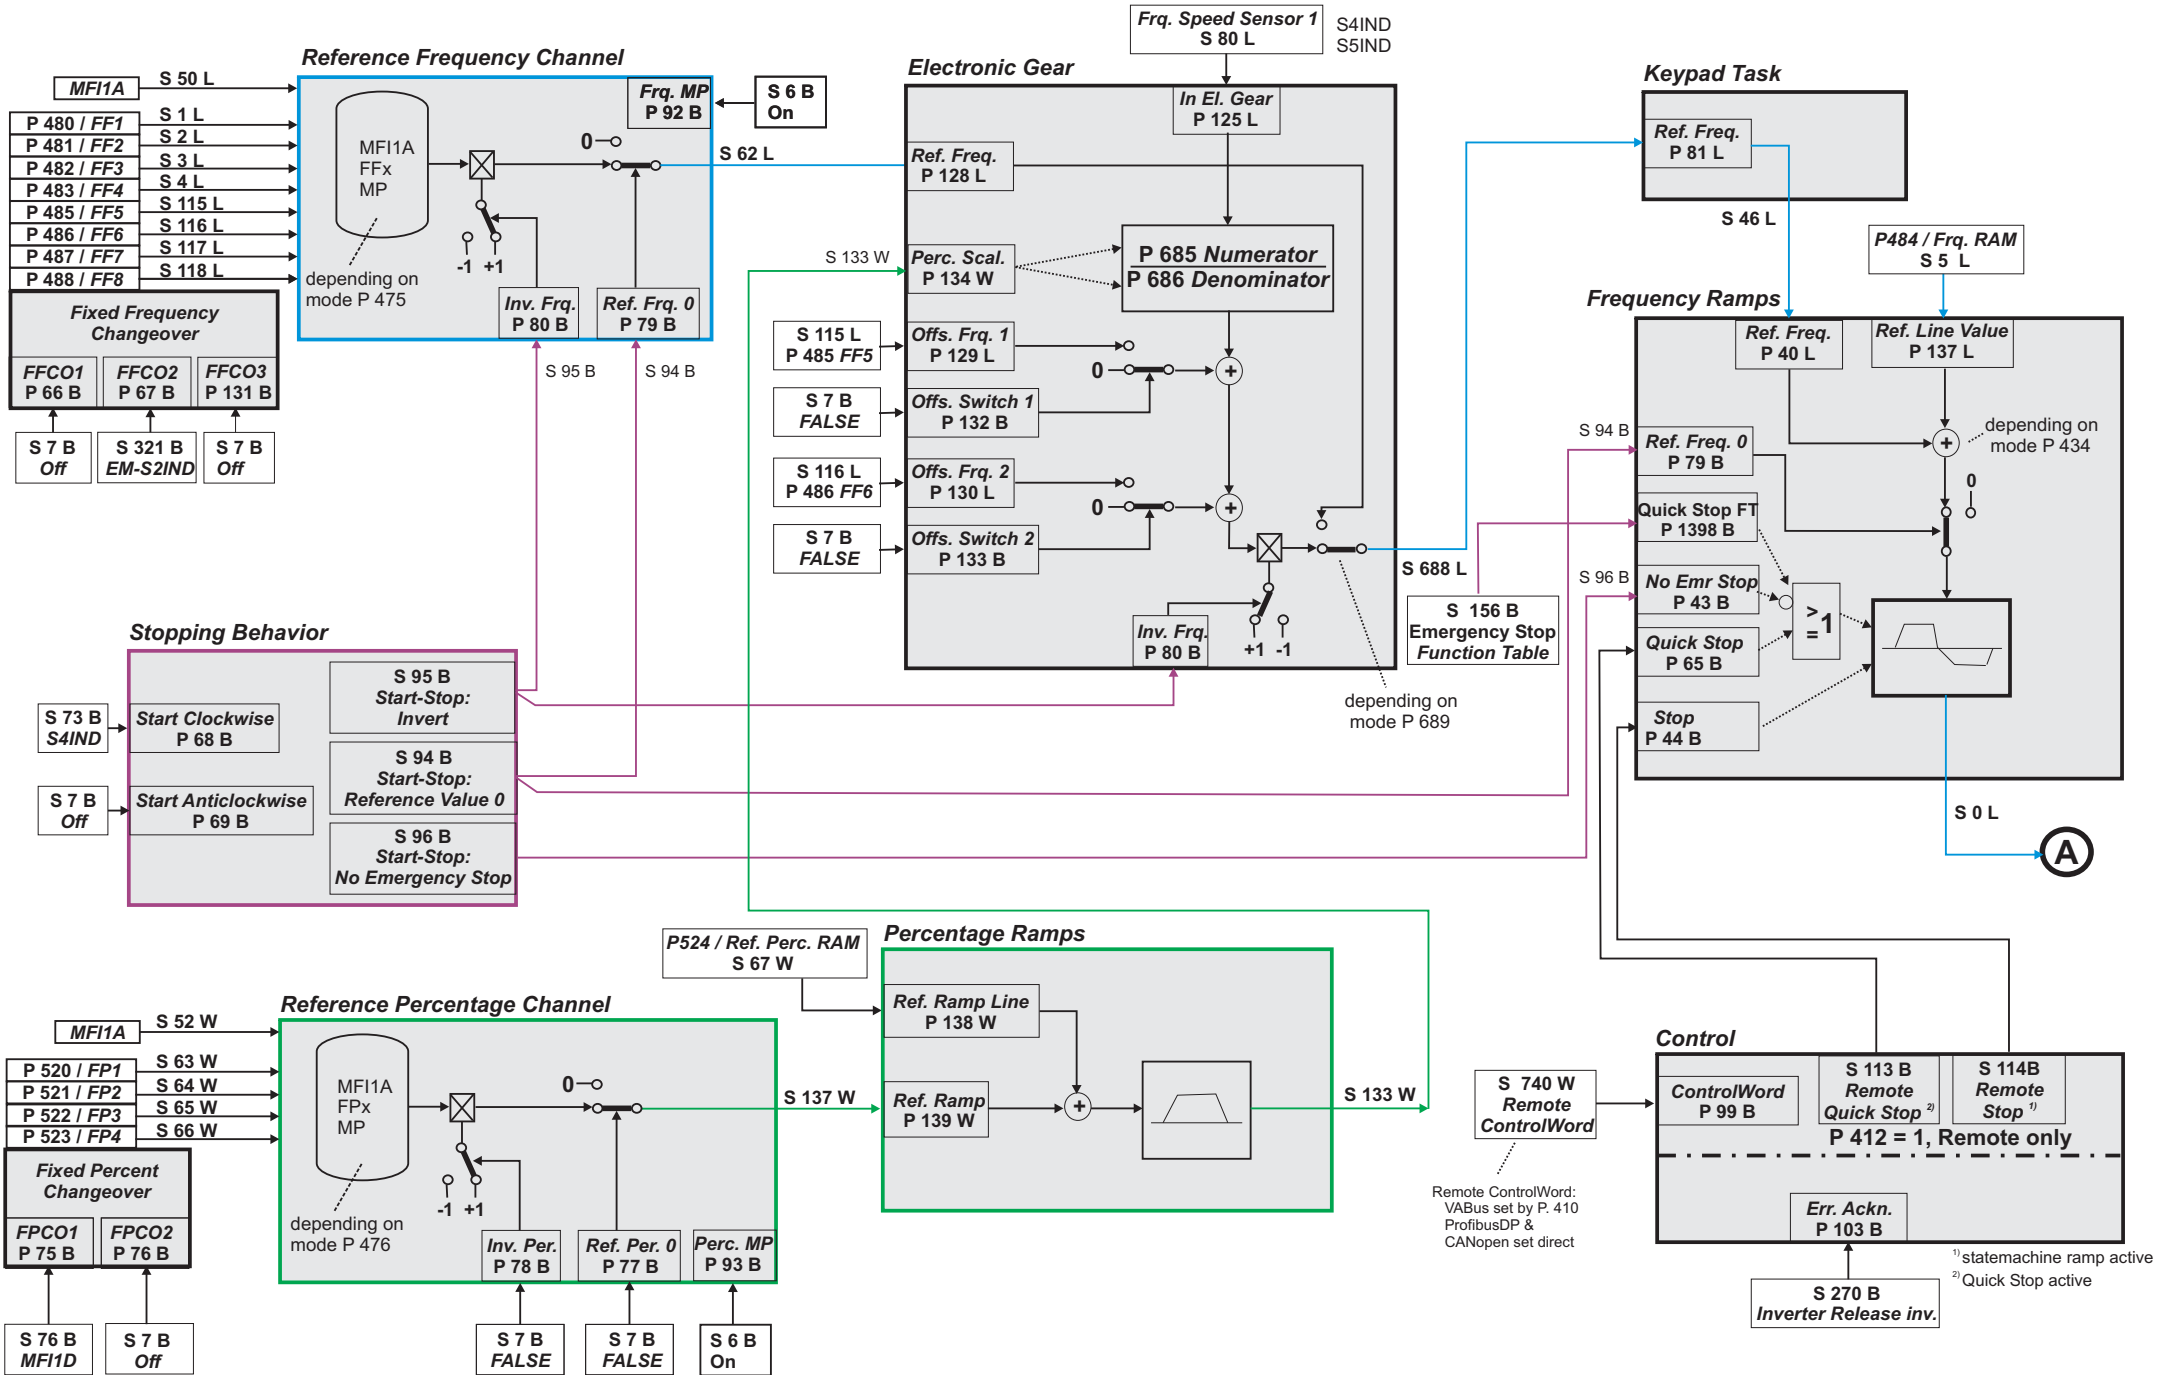 Reference Frequency Channel
MFI1A
S 50 L
P 480 / FF1
S 1 L
P 481 / FF2
S 2 L
P 482 / FF3
S 3 L
P 483 / FF4
S 4 L
P 485 / FF5
S 115 L
P 486 / FF6
S 116 L
P 487 / FF7
S 117 L
P 488 / FF8
S 118 L
Fixed Frequency
Changeover
FFCO1
P 66 B
FFCO2
P 67 B
FFCO3
P 131 B
S 7 B
Off
S 321 B
EM-S2IND
S 7 B
Off
MFI1A
FFx
MP
depending on
mode P 475
-1 +1
0
Frq. MP
P 92 B
S 6 B
On
Inv. Frq.
P 80 B
Ref. Frq. 0
P 79 B
S 62 L
S 95 B
S 94 B
Electronic Gear
Frq. Speed Sensor 1
S 80 L
S4IND
S5IND
In El. Gear
P 125 L
Ref. Freq.
P 128 L
S 133 W
Perc. Scal.
P 134 W
P 685 Numerator
P 686 Denominator
S 115 L
P 485 FF5
Offs. Frq. 1
P 129 L
0
+
S 7 B
FALSE
Offs. Switch 1
P 132 B
S 116 L
P 486 FF6
Offs. Frq. 2
P 130 L
0
+
S 7 B
FALSE
Offs. Switch 2
P 133 B
Inv. Frq.
P 80 B
+1 -1
S 688 L
depending on
mode P 689
Keypad Task
Ref. Freq.
P 81 L
S 46 L
P484 / Frq. RAM
S 5 L
Frequency Ramps
Ref. Freq.
P 40 L
Ref. Line Value
P 137 L
+
depending on
mode P 434
0
S 94 B
Ref. Freq. 0
P 79 B
Quick Stop FT
P 1398 B
S 96 B
No Emr Stop
P 43 B
Quick Stop
P 65 B
Stop
P 44 B
>
=
1
S 156 B
Emergency Stop
Function Table
S 0 L
A
Stopping Behavior
S 73 B
S4IND
Start Clockwise
P 68 B
S 7 B
Off
Start Anticlockwise
P 69 B
S 95 B
Start-Stop:
Invert
S 94 B
Start-Stop:
Reference Value 0
S 96 B
Start-Stop:
No Emergency Stop
Reference Percentage Channel
MFI1A
S 52 W
P 520 / FP1
S 63 W
P 521 / FP2
S 64 W
P 522 / FP3
S 65 W
P 523 / FP4
S 66 W
Fixed Percent
Changeover
FPCO1
P 75 B
FPCO2
P 76 B
S 76 B
MFI1D
S 7 B
Off
MFI1A
FPx
MP
depending on
mode P 476
-1 +1
0
Inv. Per.
P 78 B
Ref. Per. 0
P 77 B
Perc. MP
P 93 B
S 7 B
FALSE
S 7 B
FALSE
S 6 B
On
S 137 W
P524 / Ref. Perc. RAM
S 67 W
Percentage Ramps
Ref. Ramp Line
P 138 W
Ref. Ramp
P 139 W
+
S 133 W
Control
S 740 W
Remote
ControlWord
Remote ControlWord:
VABus set by P. 410
ProfibusDP &
CANopen set direct
ControlWord
P 99 B
S 113 B
Remote
Quick Stop 2)
S 114B
Remote
Stop 1)
P 412 = 1, Remote only
Err. Ackn.
P 103 B
S 270 B
Inverter Release inv.
1) statemachine ramp active
2) Quick Stop active